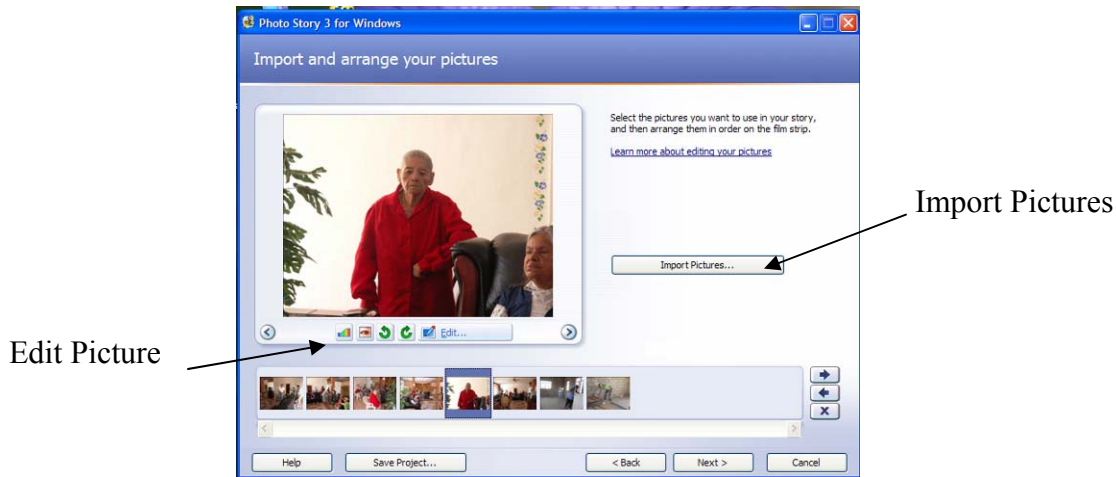 Photo Story 3 for Windows
Import and arrange your pictures
Select the pictures you want to use in your story,
and then arrange them in order on the film strip.
Learn more about editing your pictures
Import Pictures
Import Pictures...
Edit...
Edit Picture
Help
Save Project...
< Back
Next >
Cancel